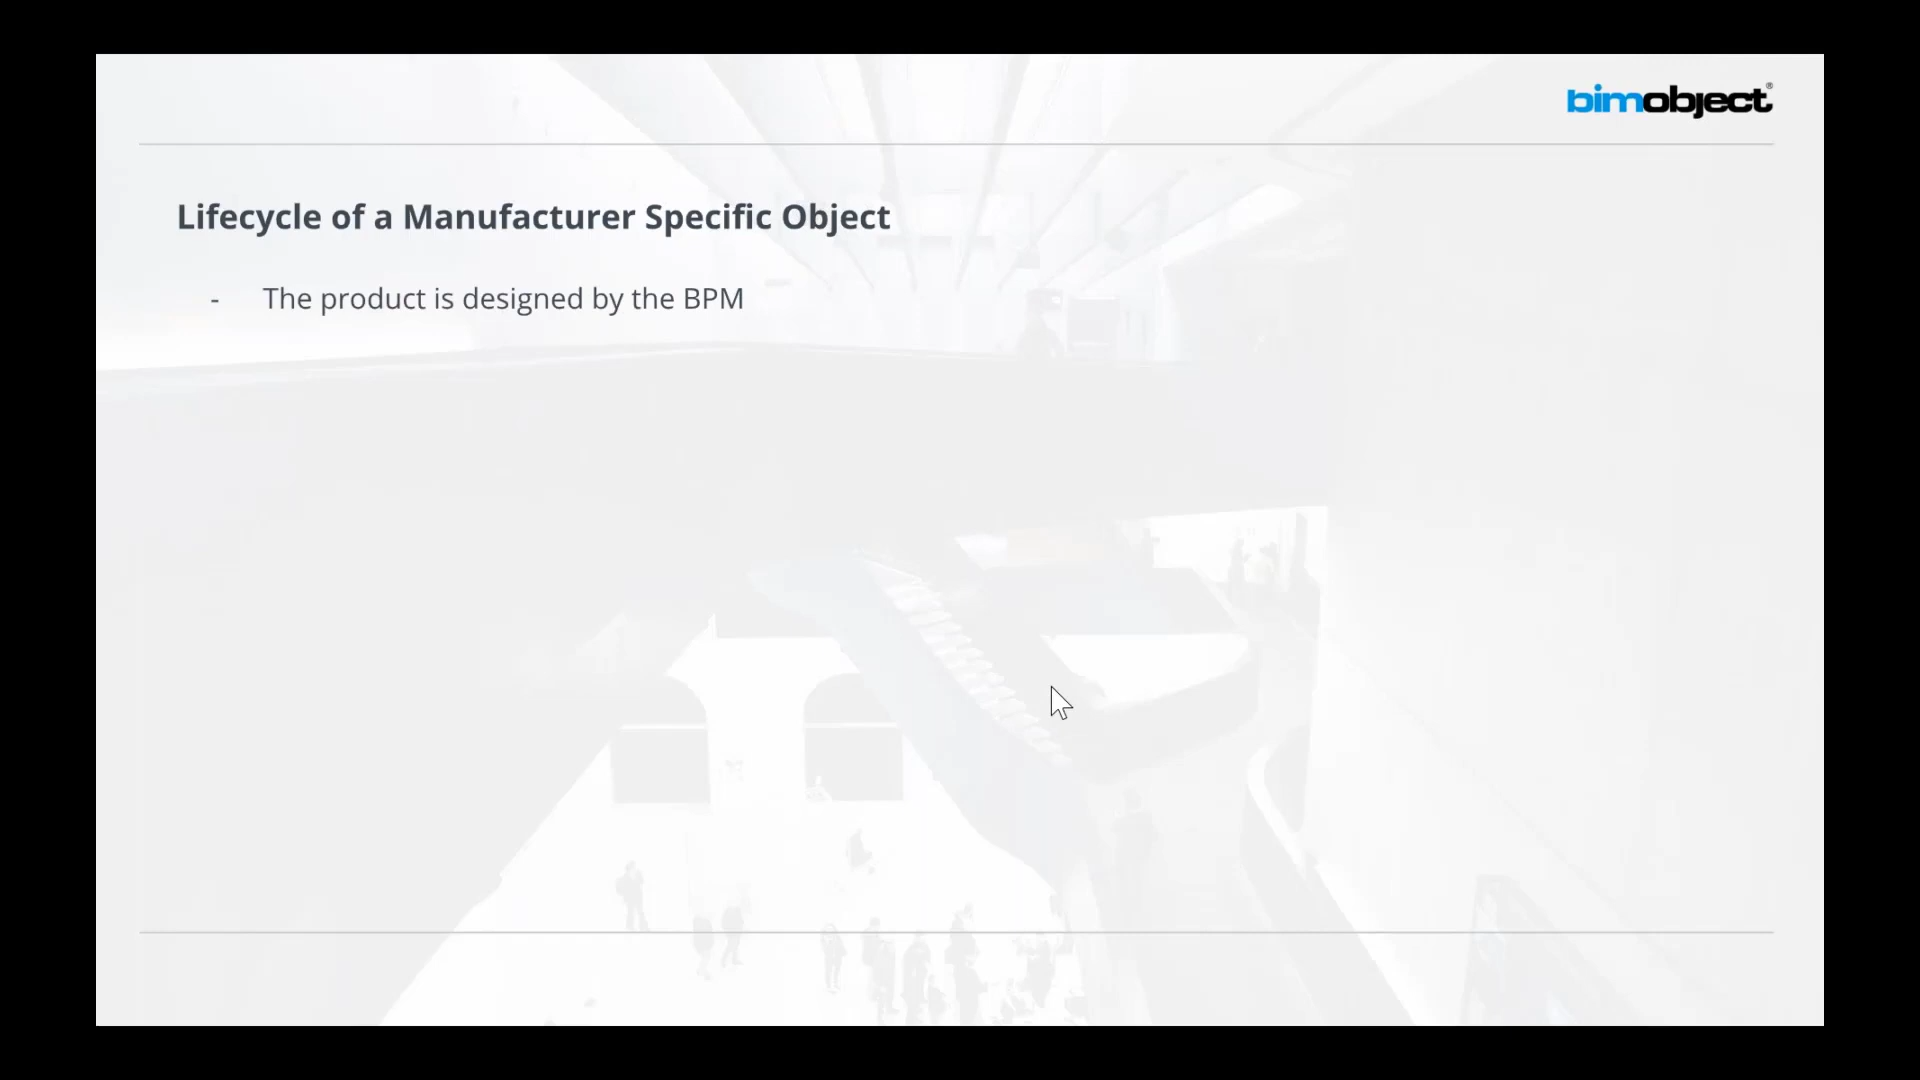 bimobject®
Lifecycle of a Manufacturer Specific Object
- The product is designed by the BPM